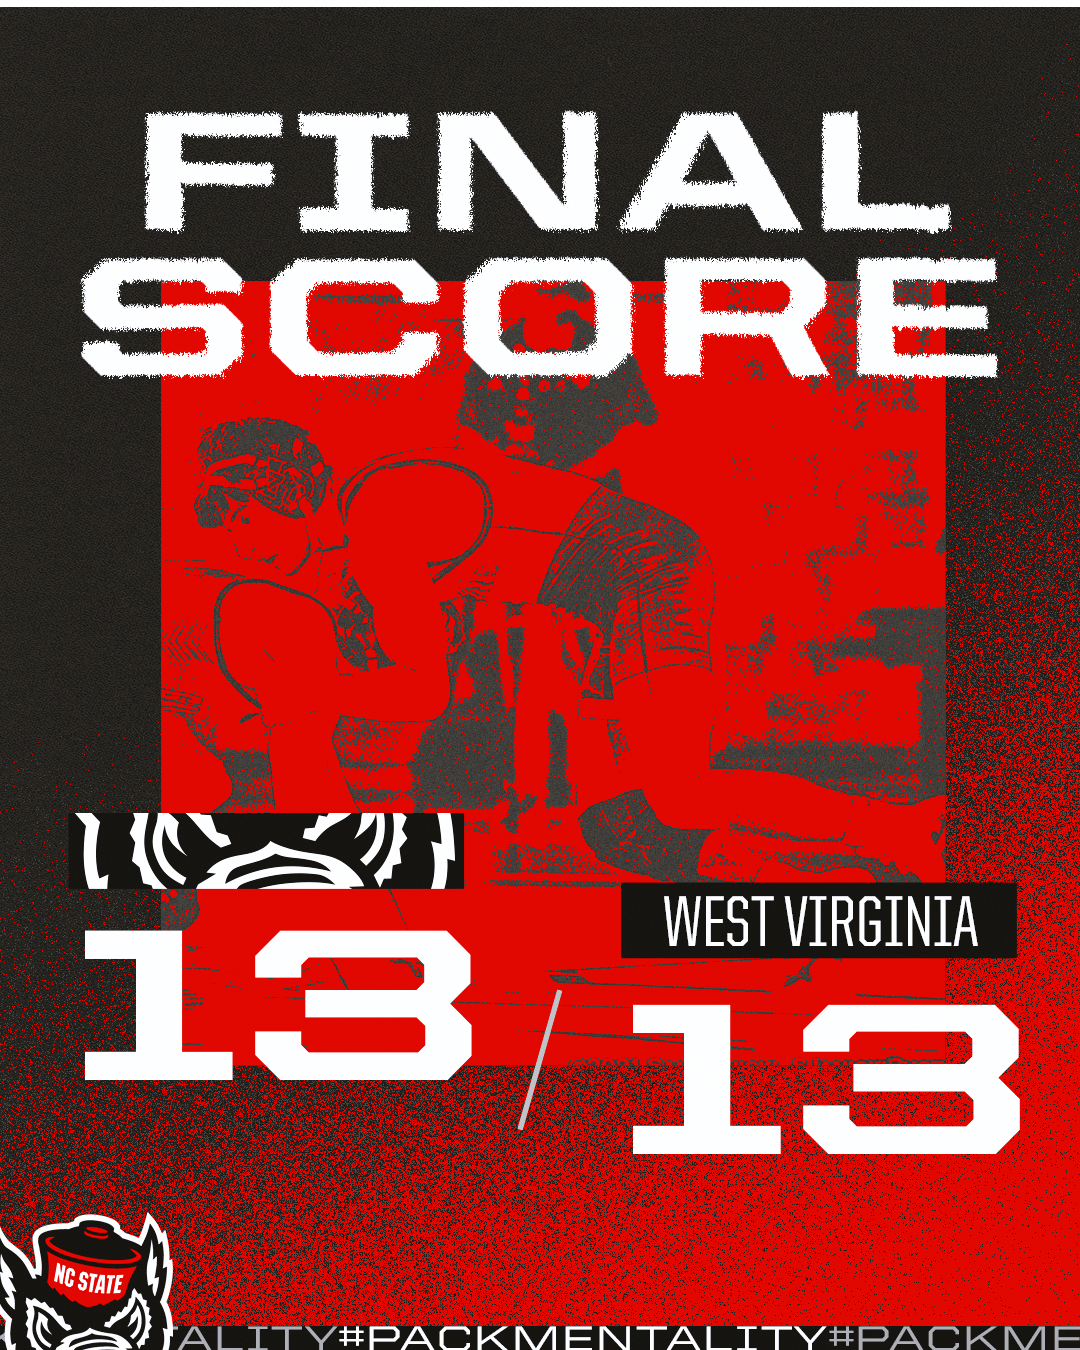 FINAL
SCORE
WEST VIRGINIA
13 / 13
NC STATE
ALITY#PACKMENTALITY#PACKME